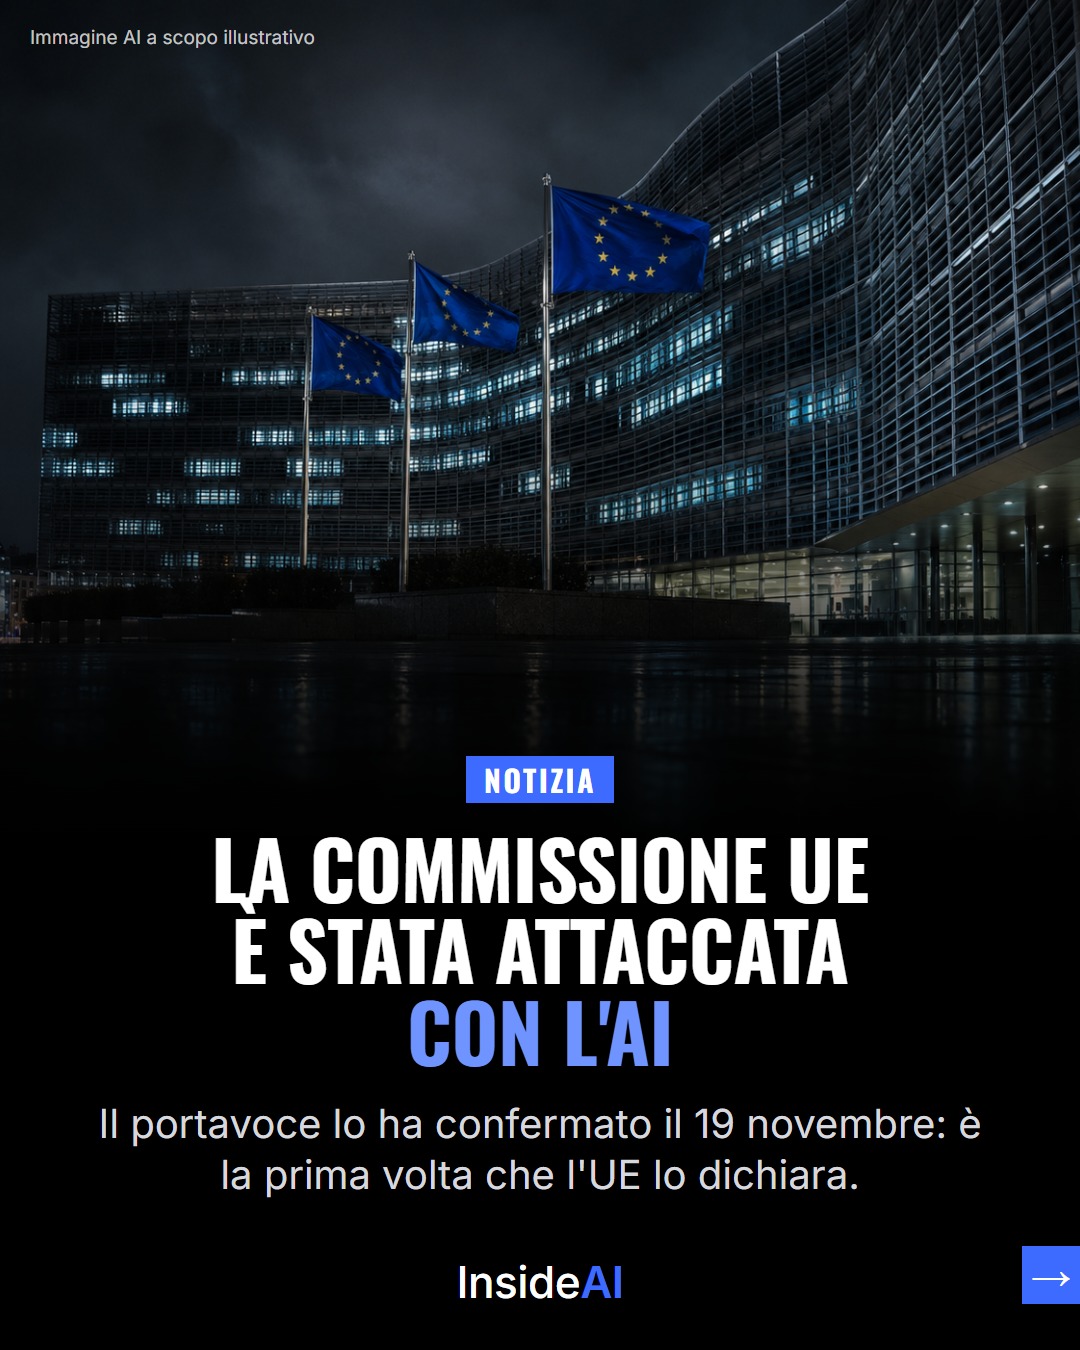 Immagine AI a scopo illustrativo
NOTIZIA
LA COMMISSIONE UE
È STATA ATTACCATA
CON L'AI
Il portavoce lo ha confermato il 19 novembre: è
la prima volta che l'UE lo dichiara.
InsideAI
→